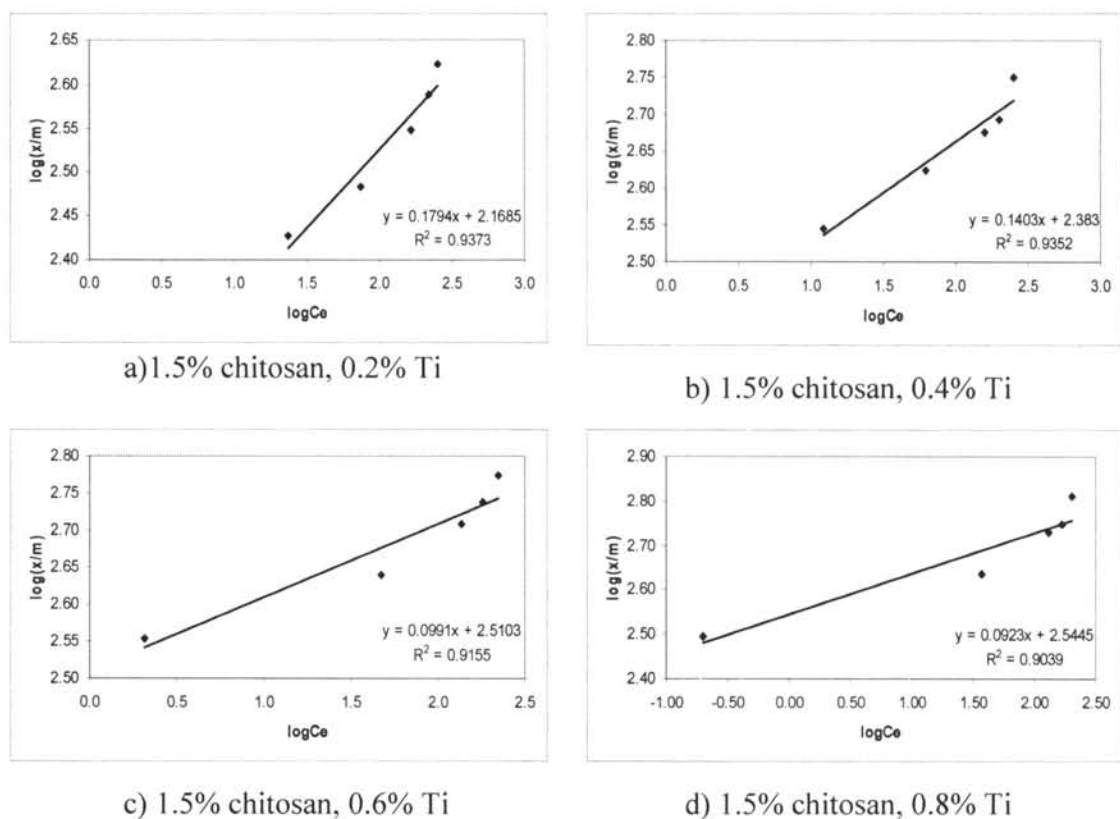 2.65
2.60
2.55
2.50
2.45
2.40
log(x/m)
y = 0.1794x + 2.1685
R² = 0.9373
0.0 0.5 1.0 1.5 2.0 2.5 3.0
logCe
a)1.5% chitosan, 0.2% Ti
2.80
2.75
2.70
2.65
2.60
2.55
2.50
log(x/m)
y = 0.1403x + 2.383
R² = 0.9352
0.0 0.5 1.0 1.5 2.0 2.5 3.0
logCe
b) 1.5% chitosan, 0.4% Ti
2.80
2.75
2.70
2.65
2.60
2.55
2.50
log(x/m)
y = 0.0991x + 2.5103
R² = 0.9155
0.0 0.5 1.0 1.5 2.0 2.5
logCe
c) 1.5% chitosan, 0.6% Ti
2.90
2.80
2.70
2.60
2.50
2.40
log(x/m)
y = 0.0923x + 2.5445
R² = 0.9039
-1.00 -0.50 0.00 0.50 1.00 1.50 2.00 2.50
logCe
d) 1.5% chitosan, 0.8% Ti